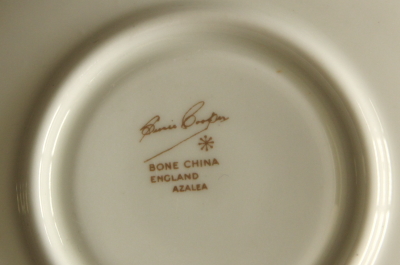 Susie Cooper
BONE CHINA
ENGLAND
AZALEA